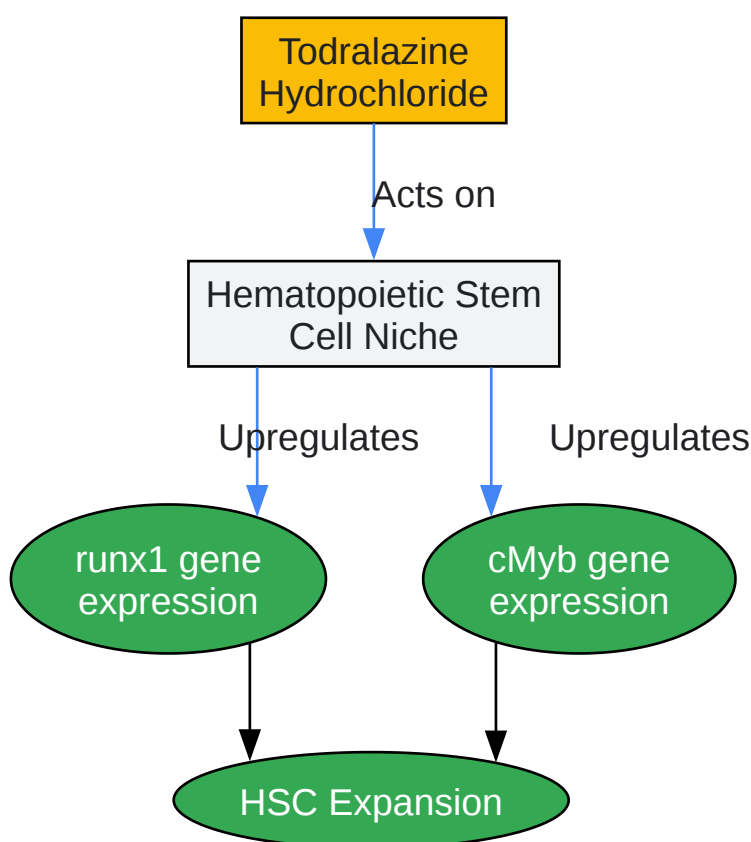 Todralazine
Hydrochloride
Acts on
Hematopoietic Stem
Cell Niche
Upregulates
Upregulates
runx1 gene
expression
cMyb gene
expression
HSC Expansion